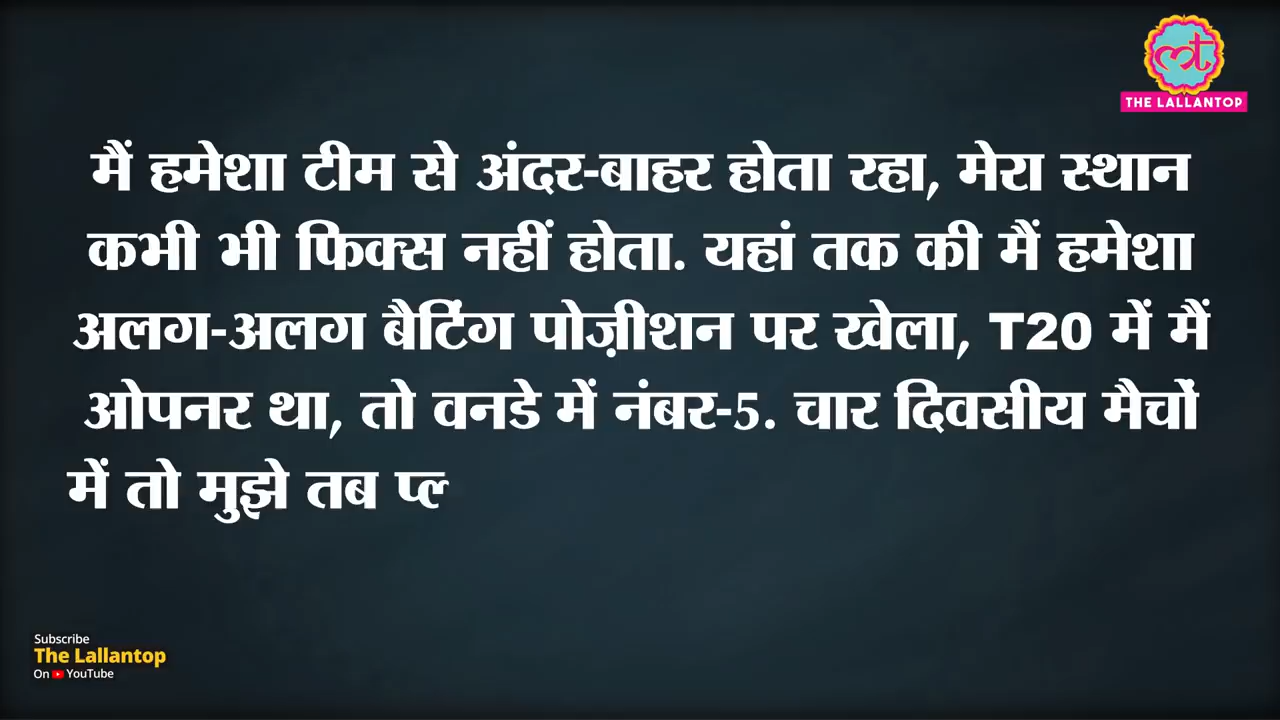 THE LALLANTOP
मैं हमेशा टीम से अंदर-बाहर होता रहा, मेरा स्थान
कभी भी फिक्स नहीं होता. यहां तक की मैं हमेशा
अलग-अलग बैटिंग पोज़ीशन पर खेला, T20 में मैं
ओपनर था, तो वनडे में नंबर-5. चार दिवसीय मैचों
में तो मुझे तब प्ल
Subscribe
The Lallantop
On YouTube